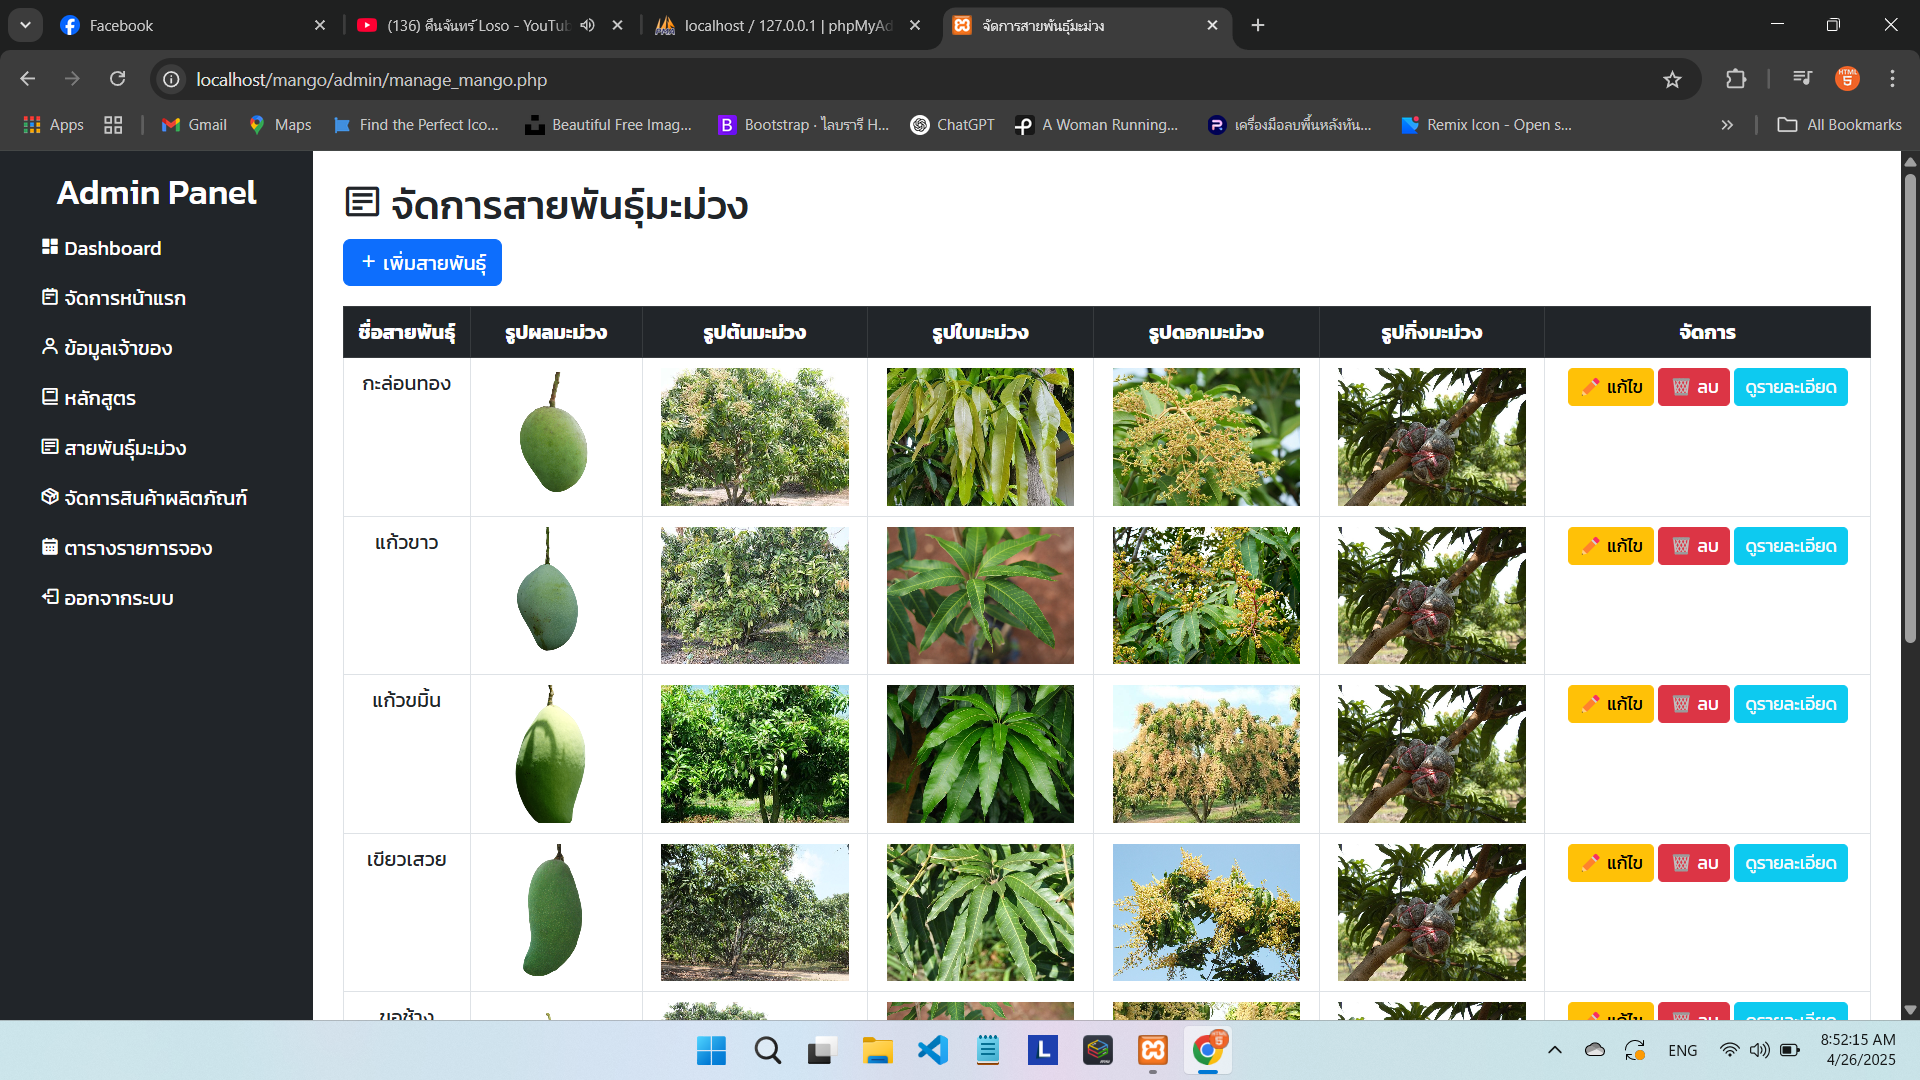 Facebook
(136) คืนจันทร์ Loso - YouTub
localhost / 127.0.0.1 | phpMyAd
จัดการสายพันธุ์มะม่วง
localhost/mango/admin/manage_mango.php
Apps
Gmail
Maps
Find the Perfect Ico...
Beautiful Free Imag...
Bootstrap · ไลบรารี H...
ChatGPT
A Woman Running...
เครื่องมือลบพื้นหลังทัน...
Remix Icon - Open s...
All Bookmarks
Admin Panel
Dashboard
จัดการหน้าแรก
ข้อมูลเจ้าของ
หลักสูตร
สายพันธุ์มะม่วง
จัดการสินค้าผลิตภัณฑ์
ตารางรายการจอง
ออกจากระบบ
จัดการสายพันธุ์มะม่วง
+ เพิ่มสายพันธุ์
ชื่อสายพันธุ์ รูปผลมะม่วง รูปต้นมะม่วง รูปใบมะม่วง รูปดอกมะม่วง รูปกิ่งมะม่วง จัดการ
กะล่อนทอง แก้ไข ลบ ดูรายละเอียด
แก้วขาว แก้ไข ลบ ดูรายละเอียด
แก้วขมิ้น แก้ไข ลบ ดูรายละเอียด
เขียวเสวย แก้ไข ลบ ดูรายละเอียด
ENG
8:52:15 AM
4/26/2025